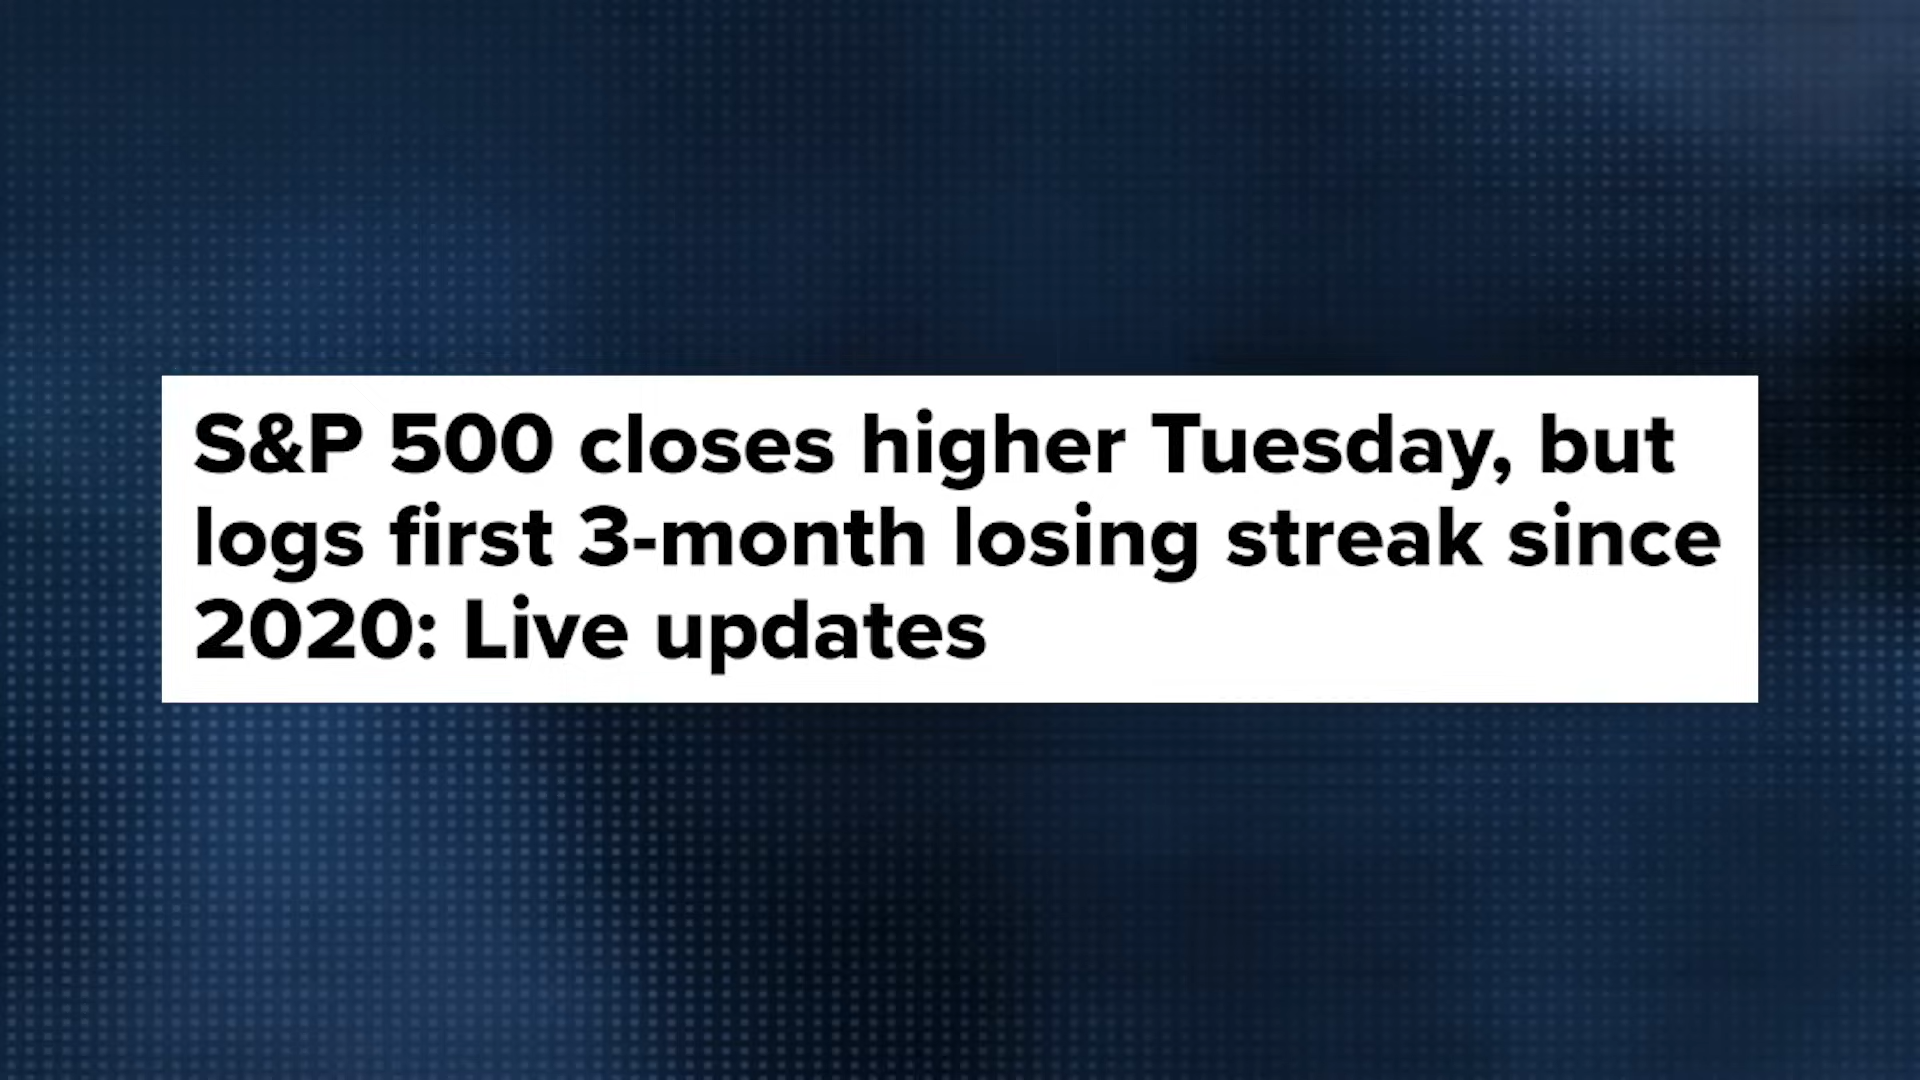 S&P 500 closes higher Tuesday, but
logs first 3-month losing streak since
2020: Live updates